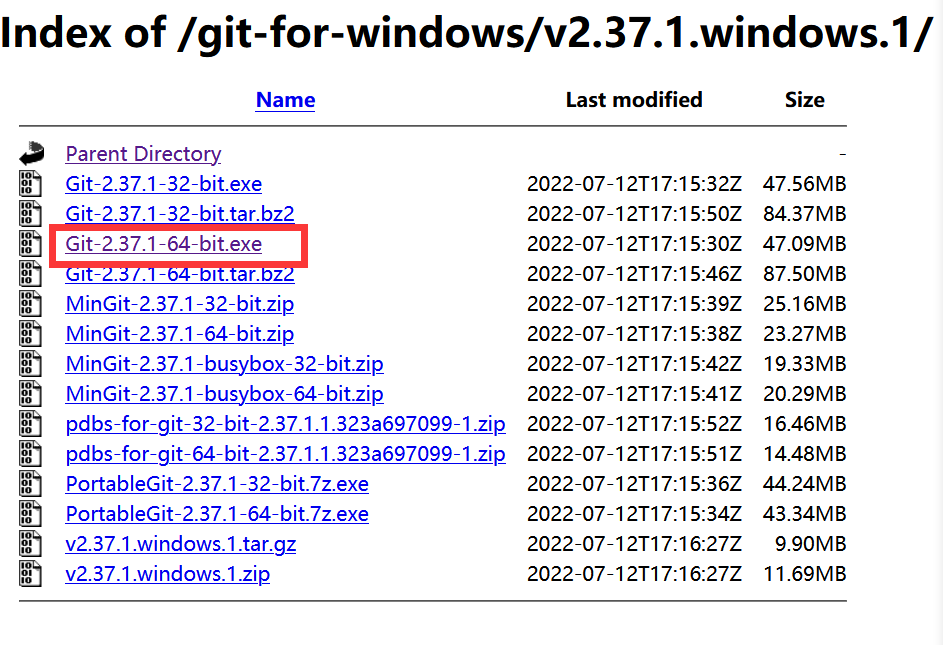 Index of /git-for-windows/v2.37.1.windows.1/
Name Last modified Size
Parent Directory -
Git-2.37.1-32-bit.exe 2022-07-12T17:15:32Z 47.56MB
Git-2.37.1-32-bit.tar.bz2 2022-07-12T17:15:50Z 84.37MB
Git-2.37.1-64-bit.exe 2022-07-12T17:15:30Z 47.09MB
Git-2.37.1-64-bit.tar.bz2 2022-07-12T17:15:46Z 87.50MB
MinGit-2.37.1-32-bit.zip 2022-07-12T17:15:39Z 25.16MB
MinGit-2.37.1-64-bit.zip 2022-07-12T17:15:38Z 23.27MB
MinGit-2.37.1-busybox-32-bit.zip 2022-07-12T17:15:42Z 19.33MB
MinGit-2.37.1-busybox-64-bit.zip 2022-07-12T17:15:41Z 20.29MB
pdbs-for-git-32-bit-2.37.1.1.323a697099-1.zip 2022-07-12T17:15:52Z 16.46MB
pdbs-for-git-64-bit-2.37.1.1.323a697099-1.zip 2022-07-12T17:15:51Z 14.48MB
PortableGit-2.37.1-32-bit.7z.exe 2022-07-12T17:15:36Z 44.24MB
PortableGit-2.37.1-64-bit.7z.exe 2022-07-12T17:15:34Z 43.34MB
v2.37.1.windows.1.tar.gz 2022-07-12T17:16:27Z 9.90MB
v2.37.1.windows.1.zip 2022-07-12T17:16:27Z 11.69MB